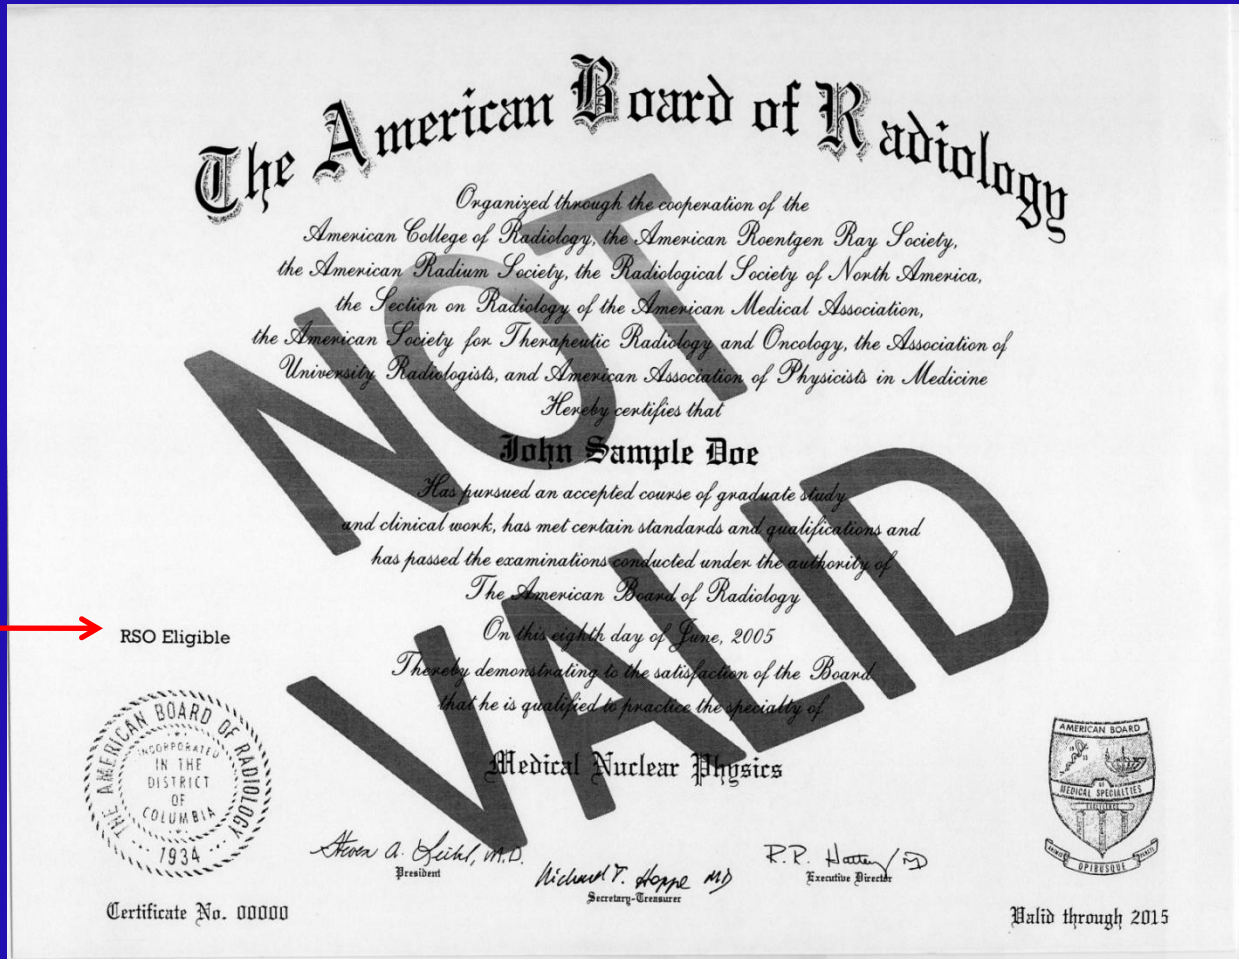 The American Board of Radiology
Organized through the cooperation of the
American College of Radiology, the American Roentgen Ray Society,
the American Radium Society, the Radiological Society of North America,
the Section on Radiology of the American Medical Association,
the American Society for Therapeutic Radiology and Oncology, the Association of
University Radiologists, and American Association of Physicists in Medicine
Hereby certifies that
John Sample Doe
Has pursued an accepted course of graduate study
and clinical work, has met certain standards and qualifications and
has passed the examinations conducted under the authority of
The American Board of Radiology
On this eighth day of June, 2005
Thereby demonstrating to the satisfaction of the Board
that he is qualified to practice the specialty of
Medical Nuclear Physics
NOT
VALID
RSO Eligible
THE AMERICAN BOARD OF RADIOLOGY
INCORPORATED
IN THE
DISTRICT
OF
COLUMBIA
1934
Steven A. M.D.
President
Richard T. Hoppe MD
Secretary-Treasurer
R.R. Hattery MD
Executive Director
AMERICAN BOARD
OF
MEDICAL SPECIALTIES
EXCELLENCE
OPIBUSQUE
Certificate No. 00000
Valid through 2015